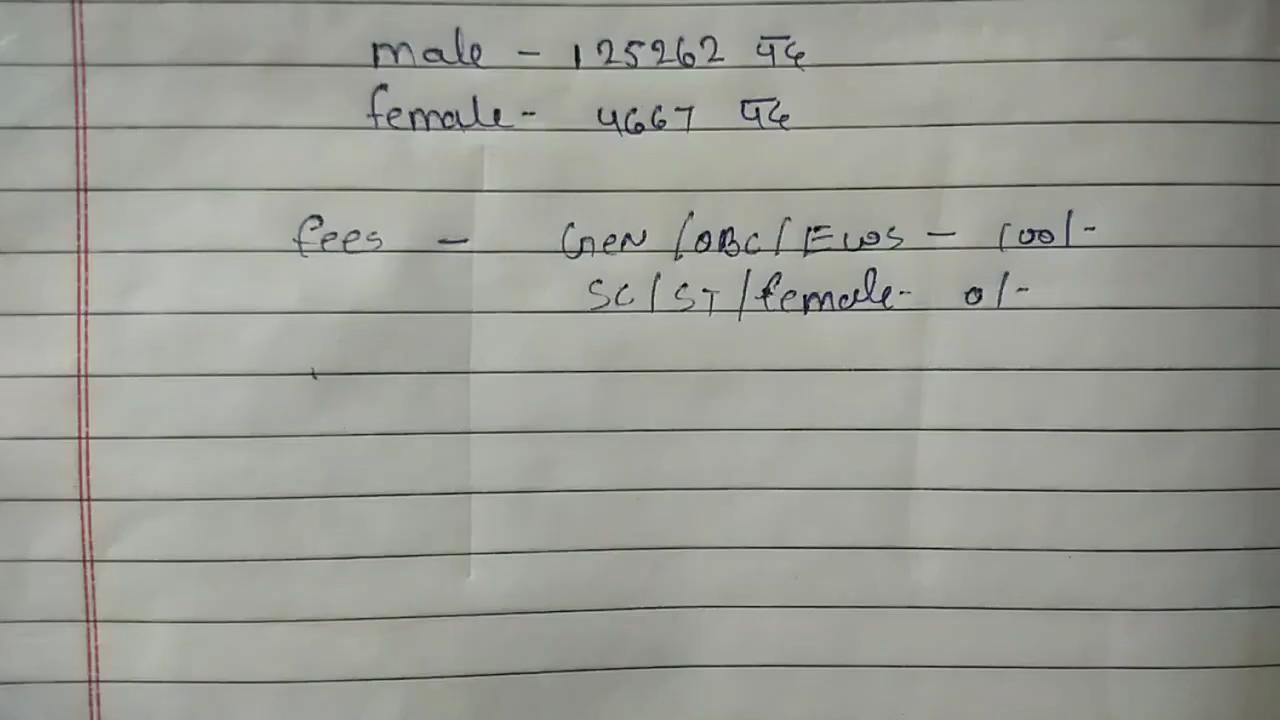 male - 125262 पद
female - 4667 पद
fees - Gen/OBC/EWS - 100/-
SC/ST/female - 0/-